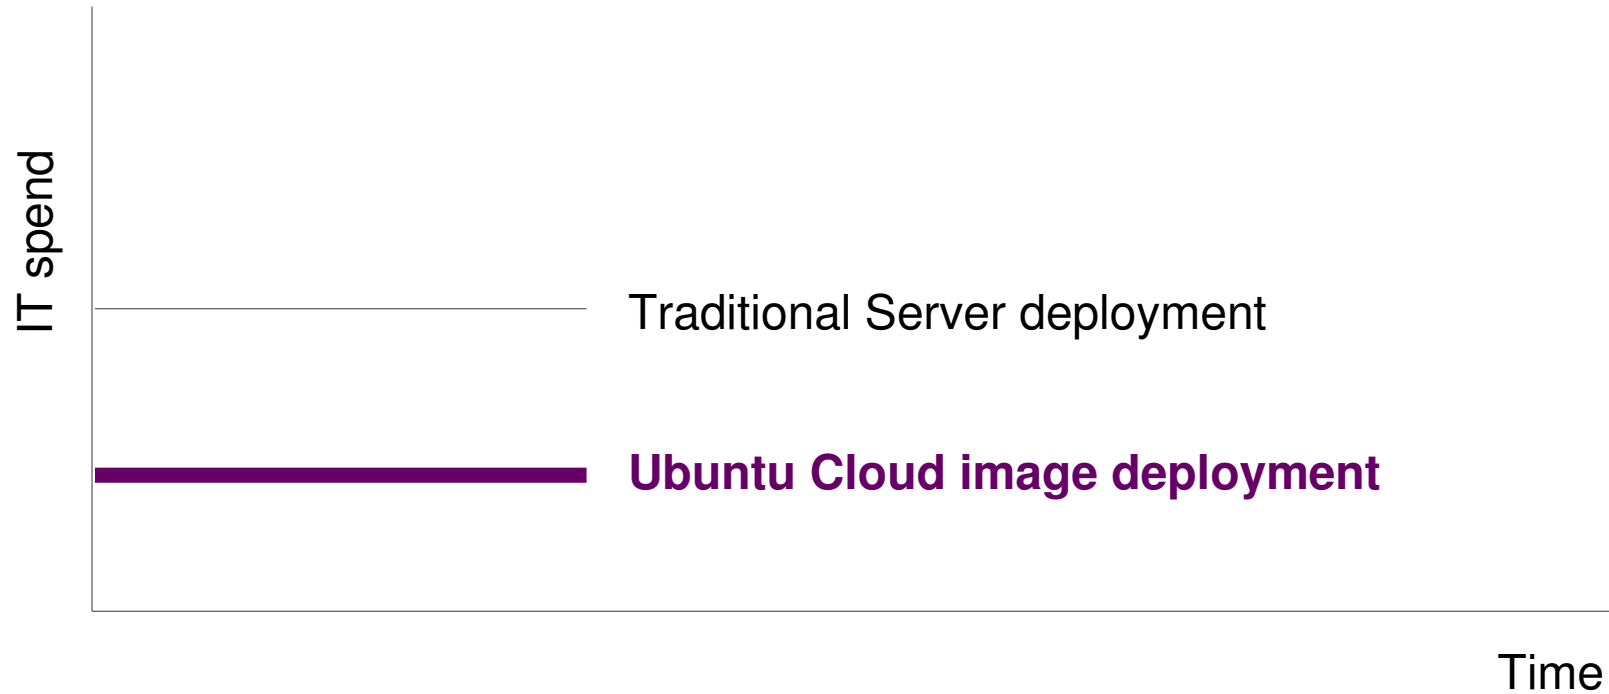 IT spend
Traditional Server deployment
Ubuntu Cloud image deployment
Time